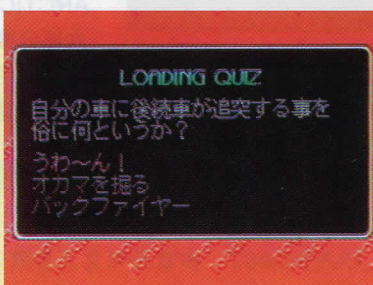 LOADING QUIZ
自分の車に後続車が追突する事を
俗に何というか？
うわ～ん！
オカマを掘る
バックファイヤー